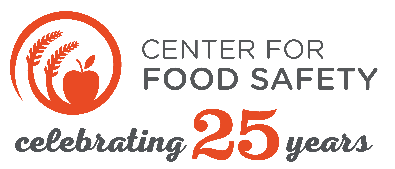 CENTER FOR
FOOD SAFETY
celebrating 25 years